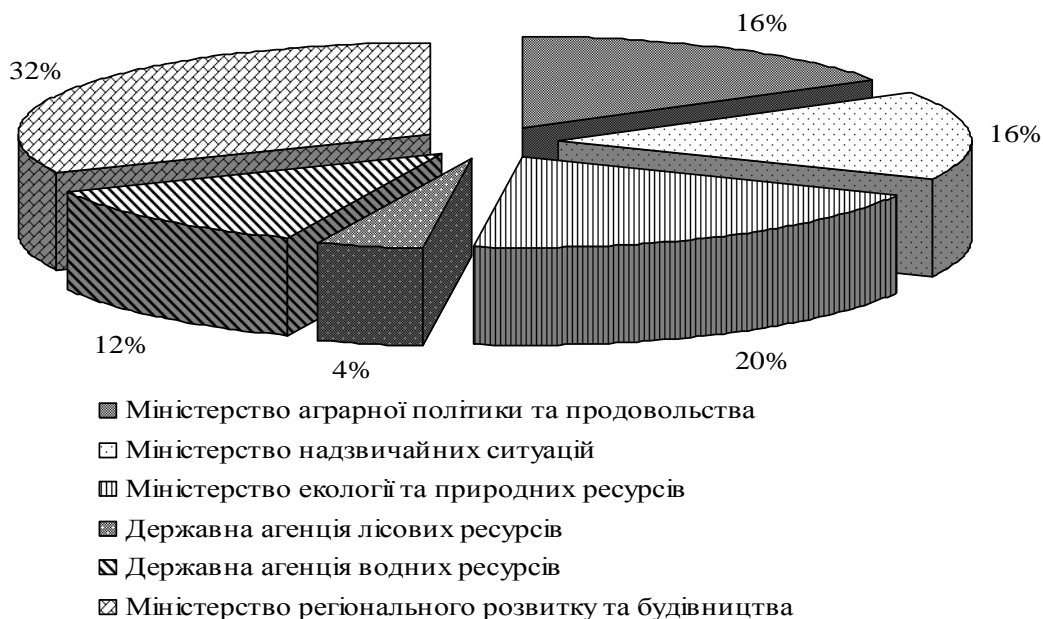 16%
32%
16%
12%
4%
20%
Міністерство аграрної політики та продовольства
Міністерство надзвичайних ситуацій
Міністерство екології та природних ресурсів
Державна агенція лісових ресурсів
Державна агенція водних ресурсів
Міністерство регіонального розвитку та будівництва